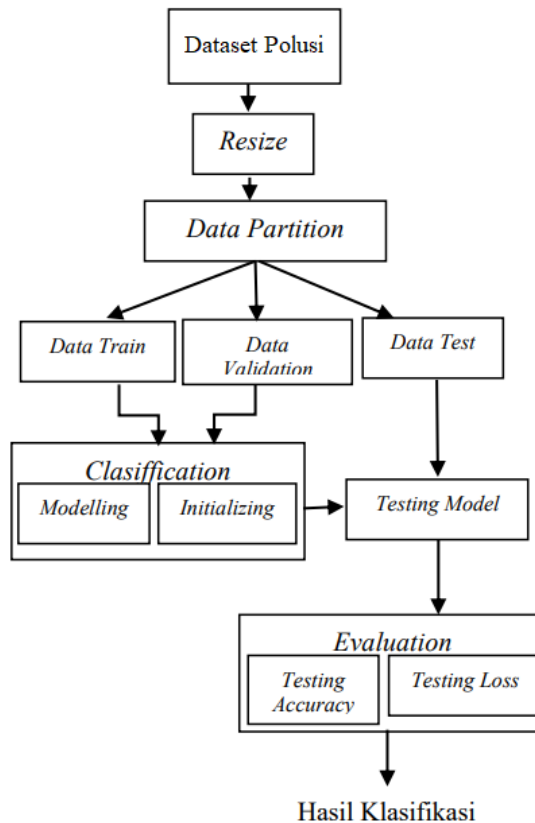 Dataset Polusi
Resize
Data Partition
Data Train
Data
Validation
Data Test
Clasiffication
Modelling
Initializing
Testing Model
Evaluation
Testing
Accuracy
Testing Loss
Hasil Klasifikasi